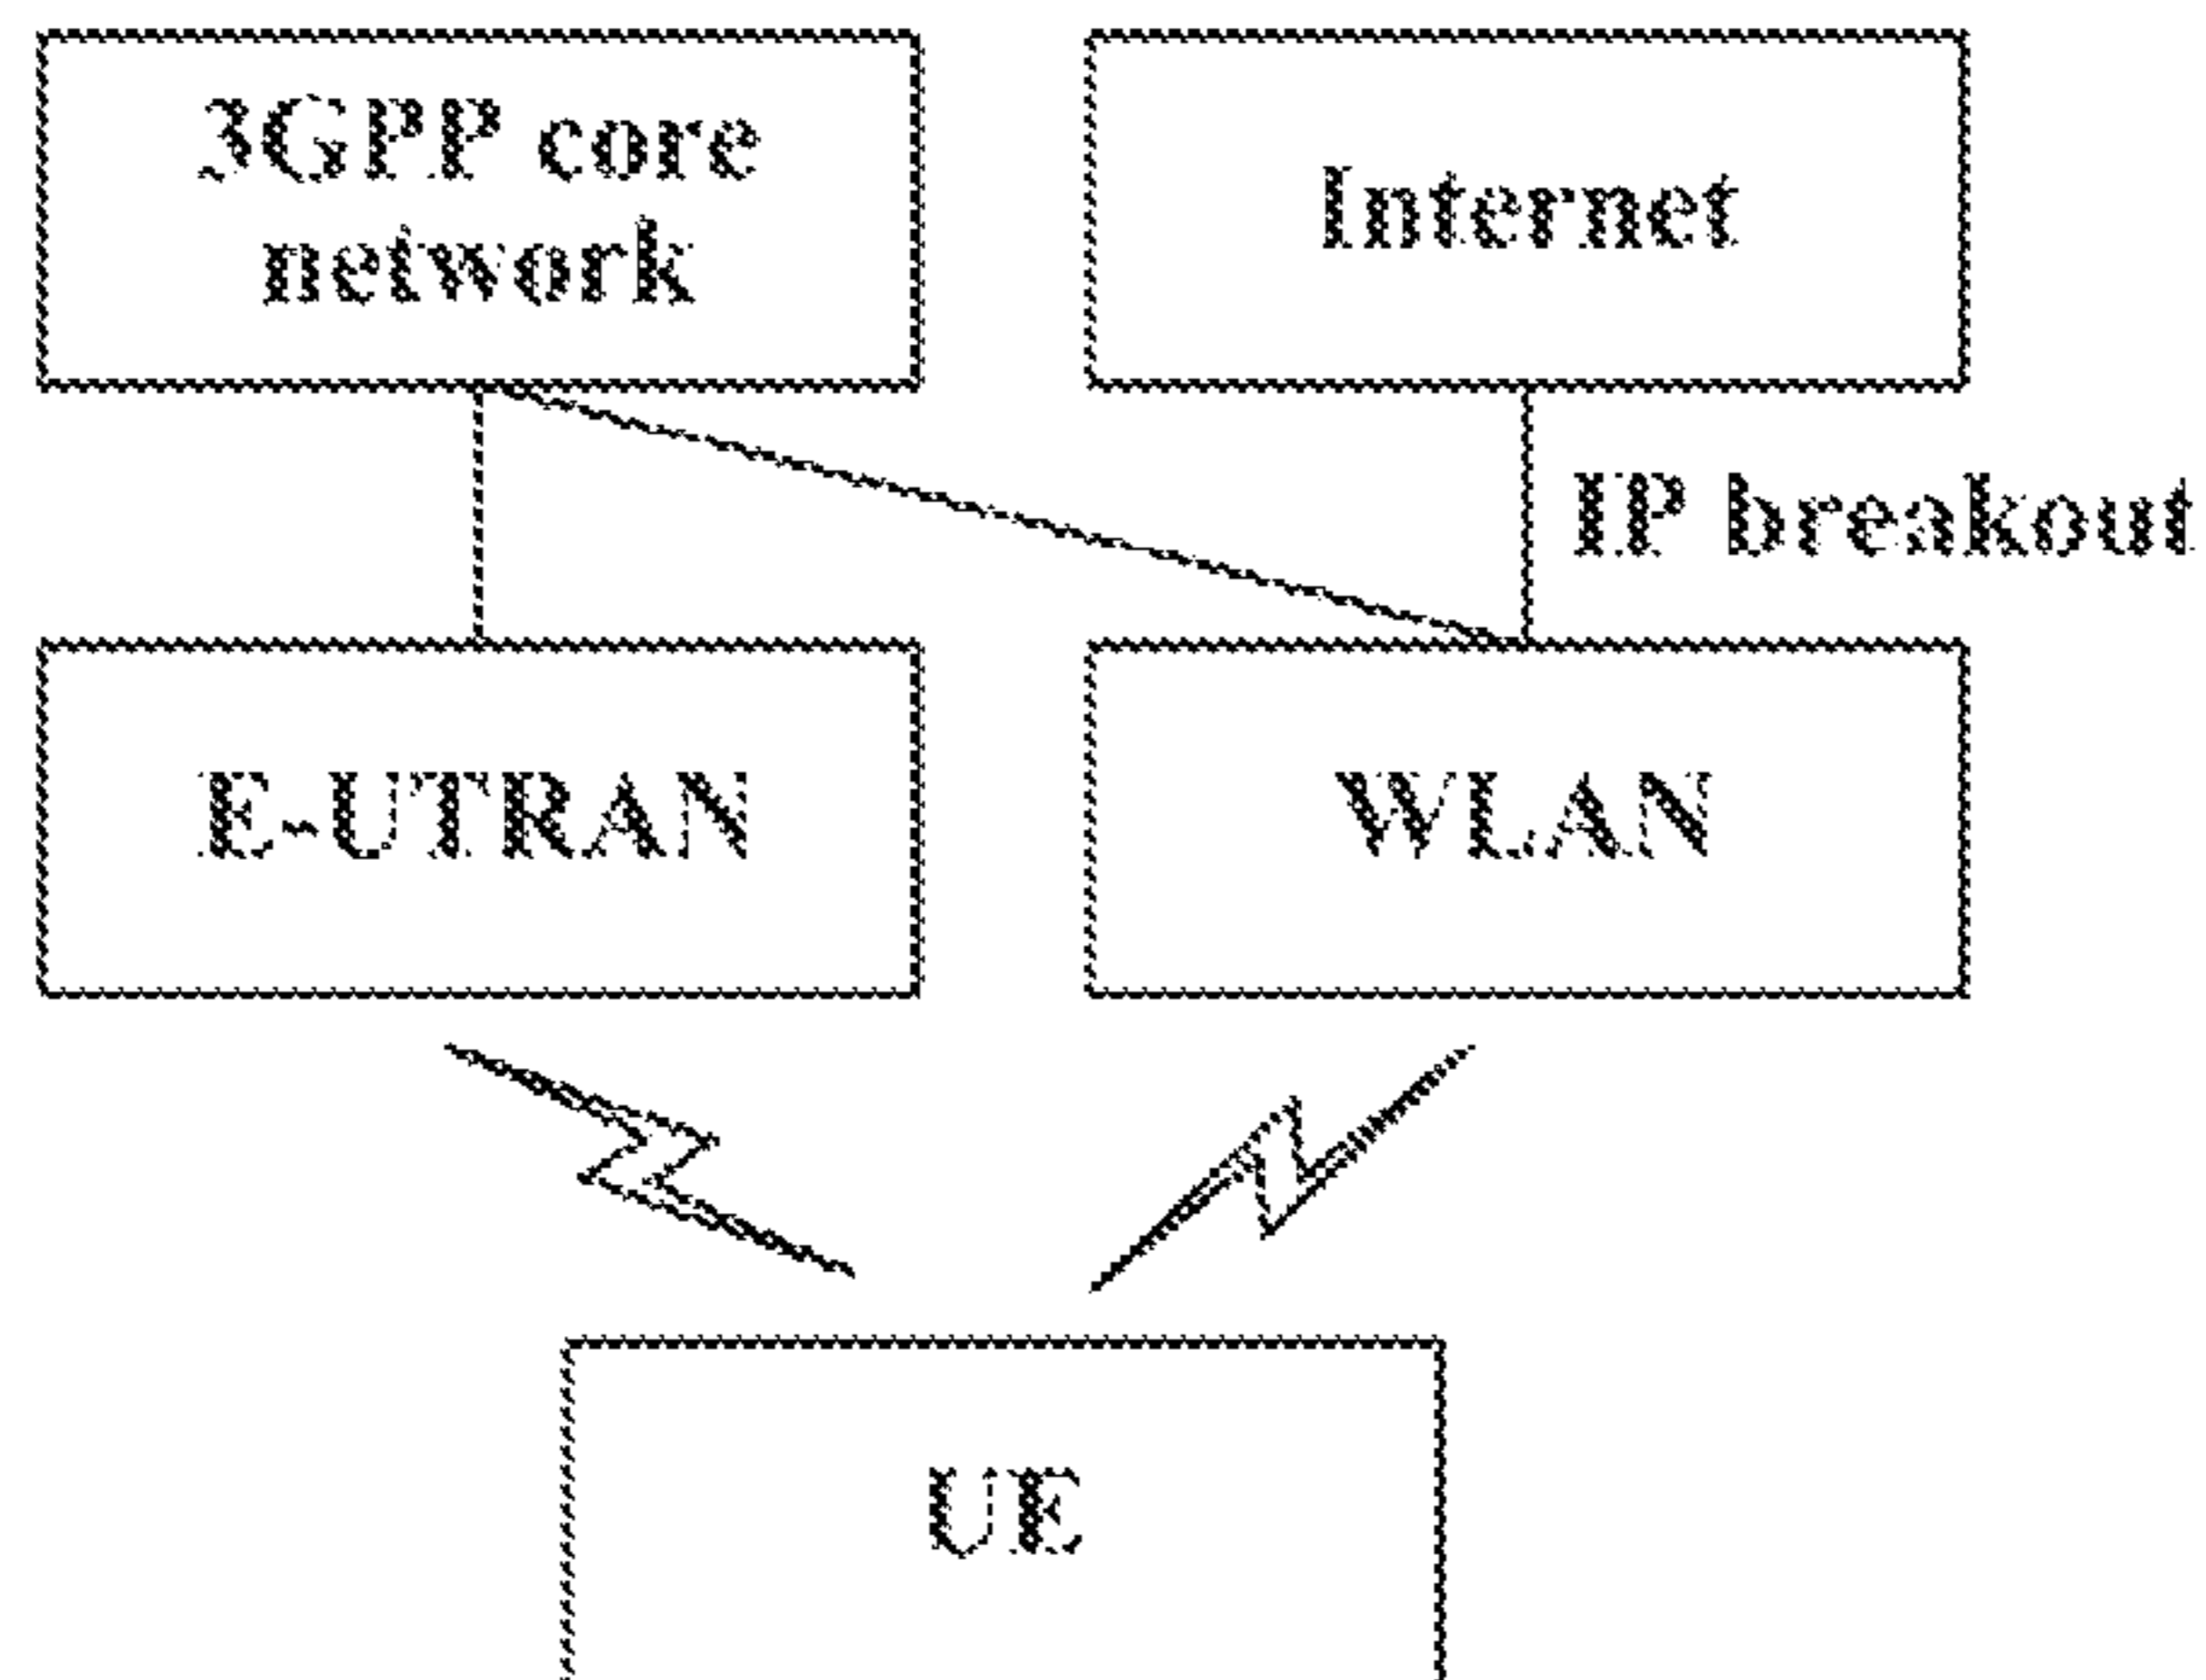 3GPP core
network
Internet
IP breakout
E-UTRAN
WLAN
UE